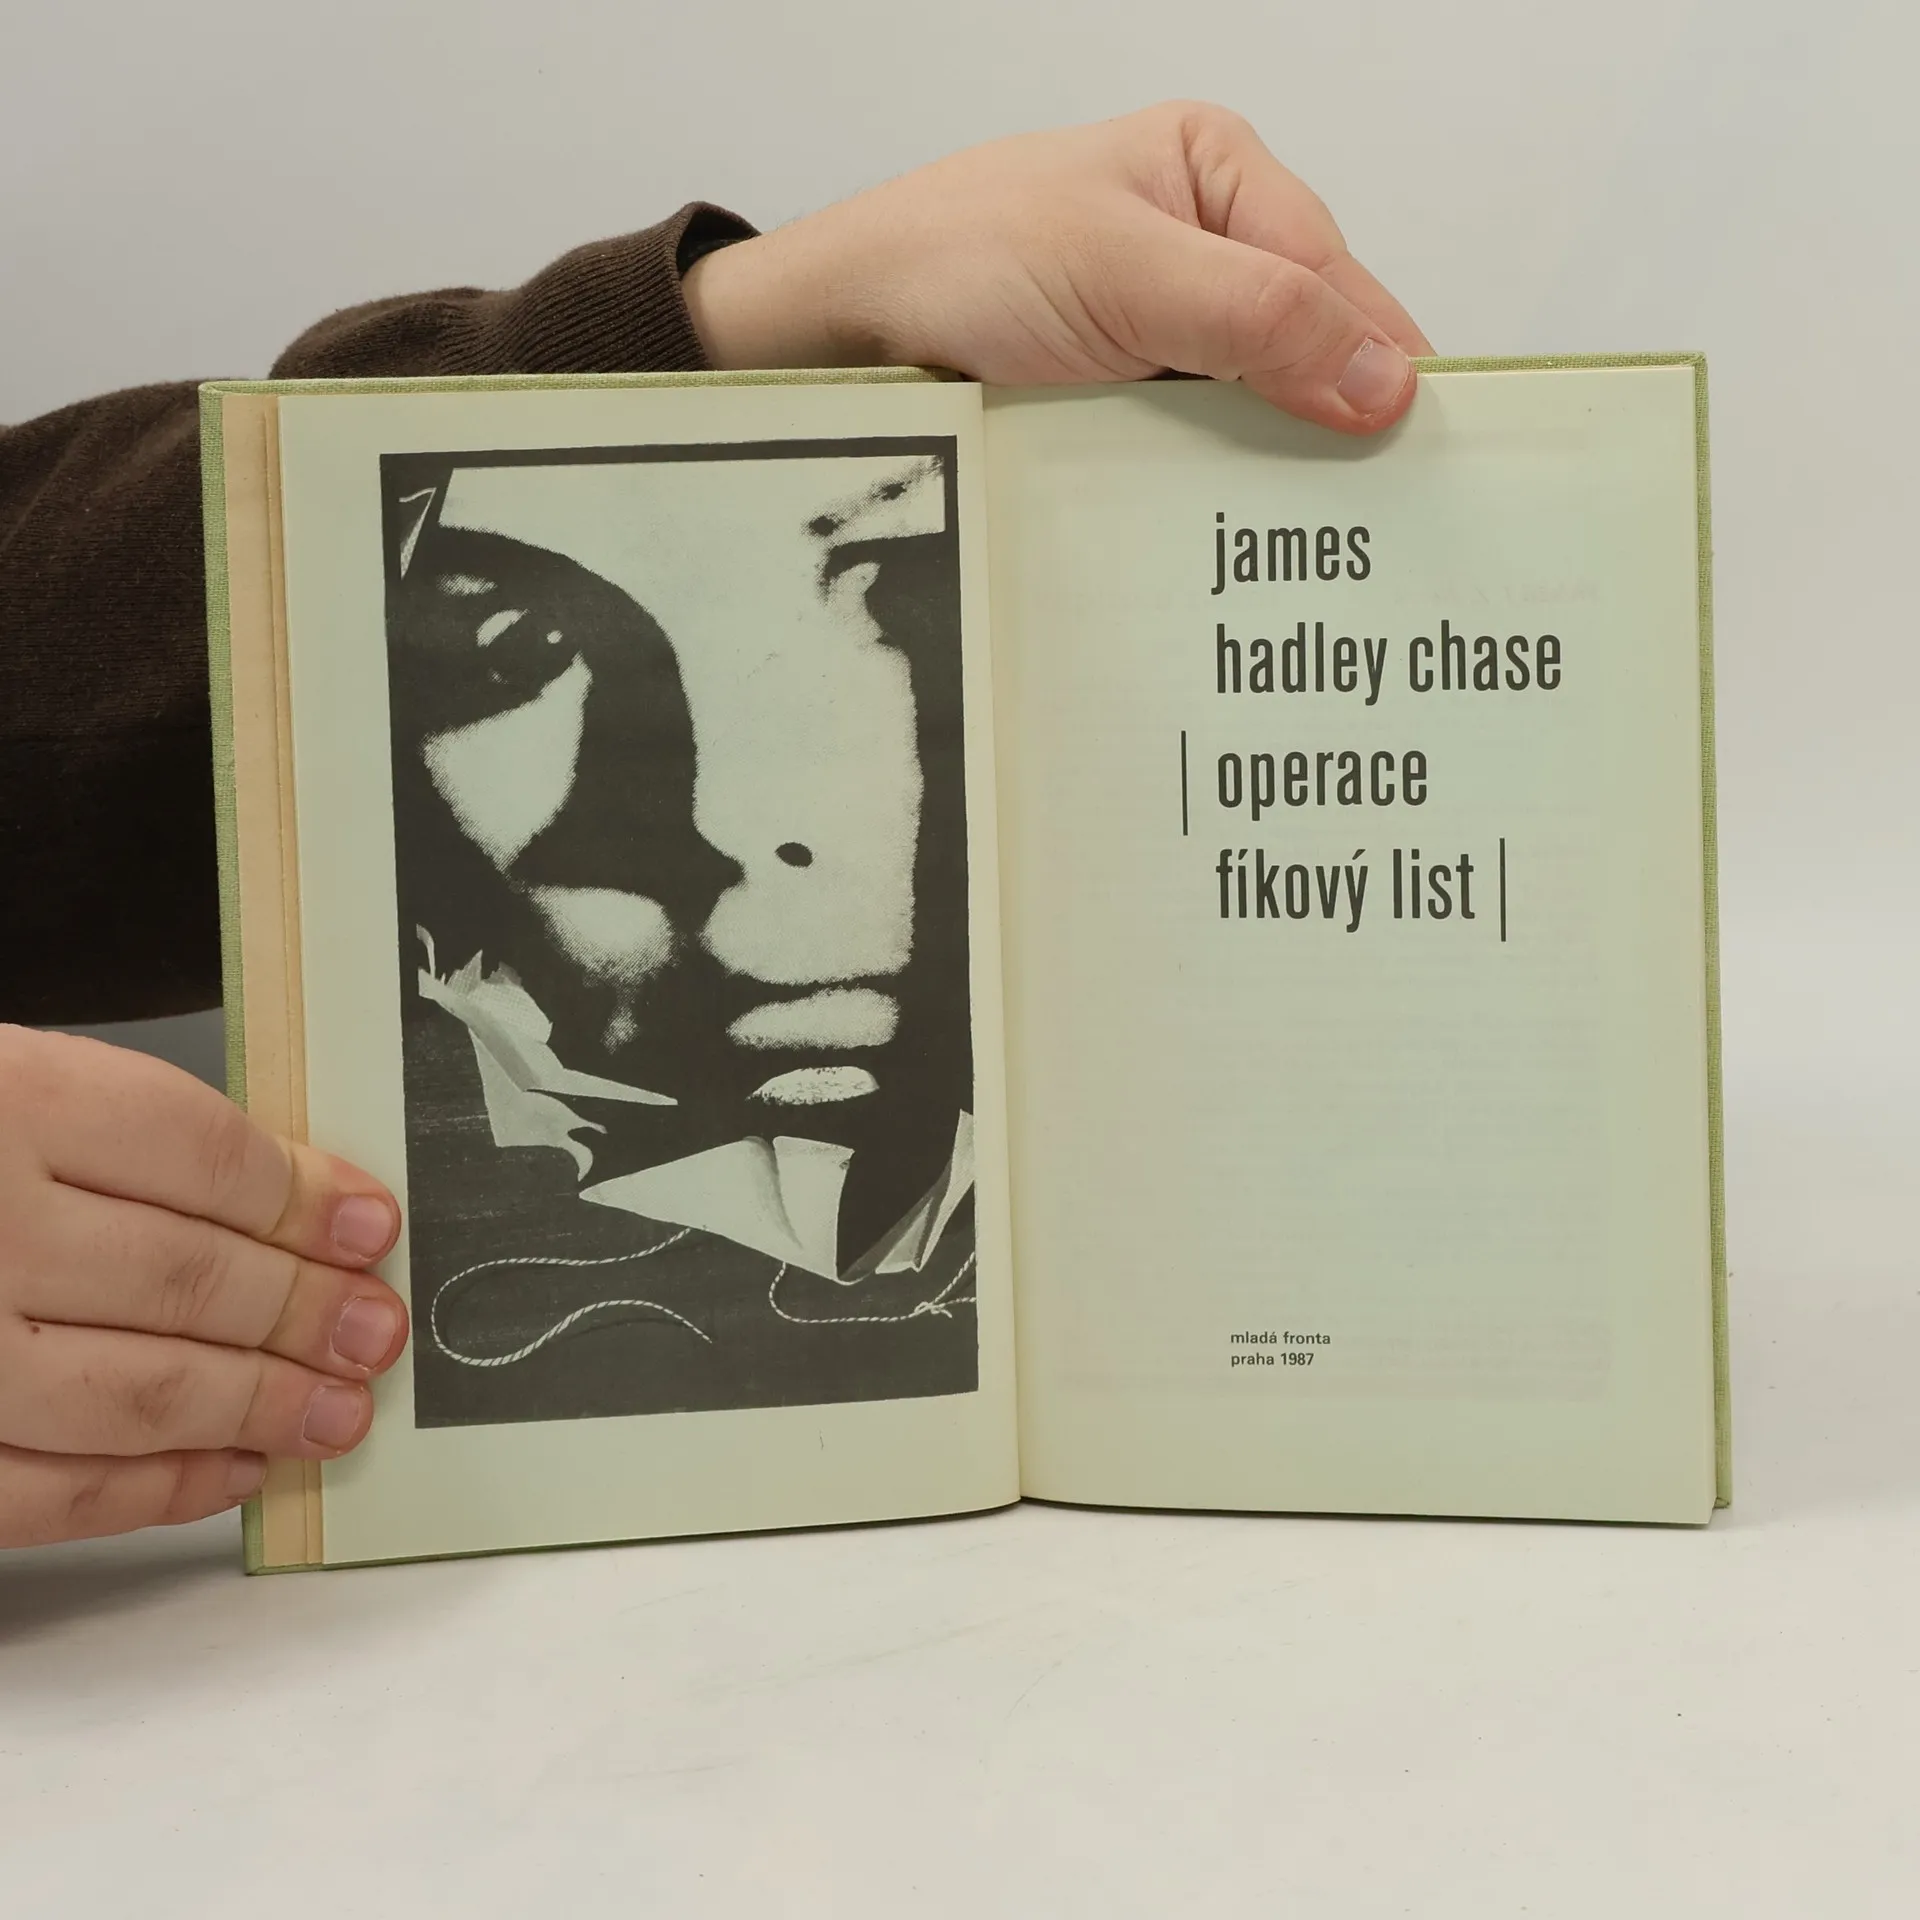 james
hadley chase
| operace
fíkový list |
mladá fronta
praha 1987